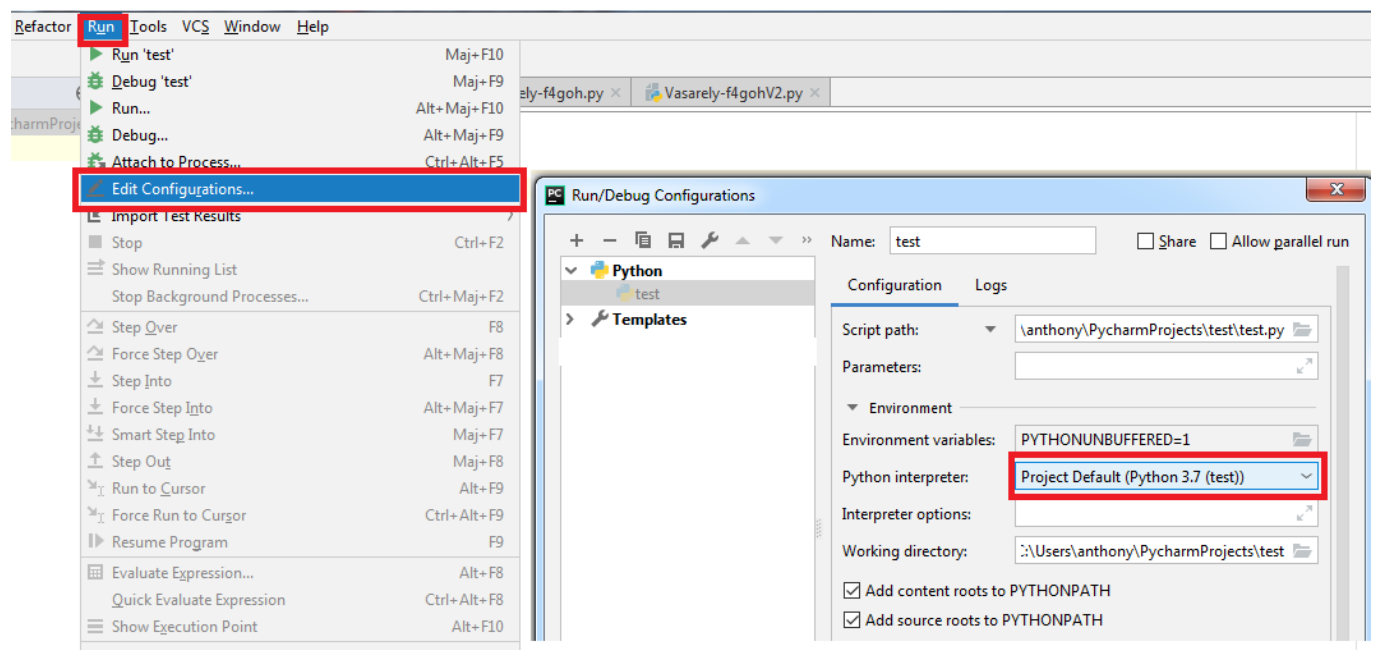 Refactor Run Tools VCS Window Help
Run 'test' Maj+F10
Debug 'test' Maj+F9
Run... Alt+Maj+F10
Debug... Alt+Maj+F9
Attach to Process... Ctrl+Alt+F5
Edit Configurations...
Import Test Results
Stop Ctrl+F2
Show Running List
Stop Background Processes... Ctrl+Maj+F2
Step Over F8
Force Step Over Alt+Maj+F8
Step Into F7
Force Step Into Alt+Maj+F7
Smart Step Into Maj+F7
Step Out Maj+F8
Run to Cursor Alt+F9
Force Run to Cursor Ctrl+Alt+F9
Resume Program F9
Evaluate Expression... Alt+F8
Quick Evaluate Expression Ctrl+Alt+F8
Show Execution Point Alt+F10
charmProje
ely-f4goh.py Vasarely-f4gohV2.py
PC Run/Debug Configurations
Python
test
Templates
Name: test Share Allow parallel run
Configuration Logs
Script path: \anthony\PycharmProjects\test\test.py
Parameters:
Environment
Environment variables: PYTHONUNBUFFERED=1
Python interpreter: Project Default (Python 3.7 (test))
Interpreter options:
Working directory: :\Users\anthony\PycharmProjects\test
Add content roots to PYTHONPATH
Add source roots to PYTHONPATH